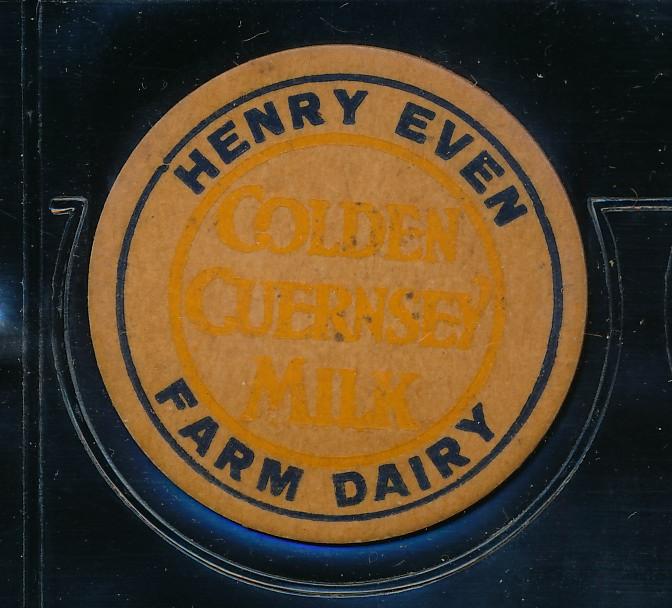 HENRY EVEN
GOLDEN
GUERNSEY
MILK
FARM DAIRY